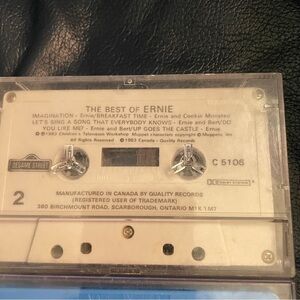 THE BEST OF ERNIE
IMAGINATION - Ernie/BREAKFAST TIME - Ernie and Cookie Monster/
LET'S SING A SONG THAT EVERYBODY KNOWS - Ernie and Bert/DO
YOU LIKE ME? - Ernie and Bert/UP GOES THE CASTLE - Ernie
℗ © 1983 Children's Television Workshop Muppet characters copyright © Muppets, Inc
© 1983 Canada - Quality Records
SESAME STREET
C 5106
2
MANUFACTURED IN CANADA BY QUALITY RECORDS
(REGISTERED USER OF TRADEMARK)
380 BIRCHMOUNT ROAD, SCARBOROUGH, ONTARIO M1K 1M7